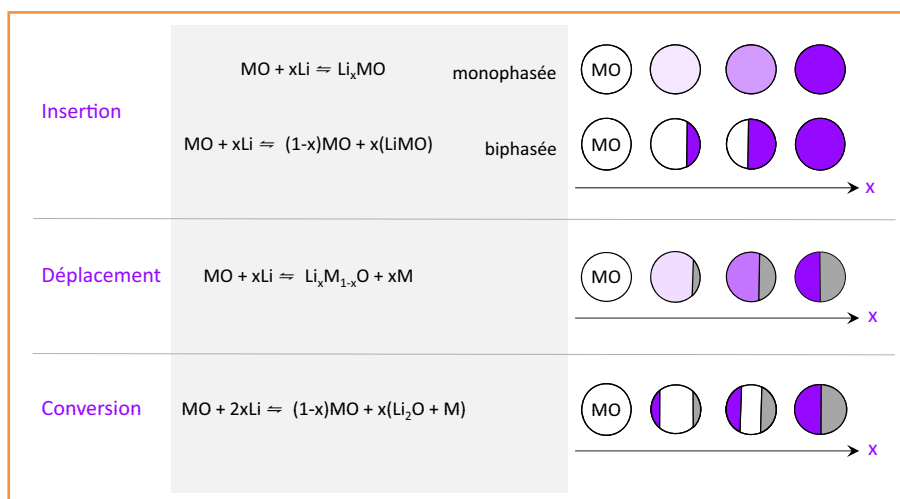 MO + xLi ⇋ LiₓMO
monophasée
MO
Insertion
MO + xLi ⇋ (1-x)MO + x(LiMO)
biphasée
MO
x
Déplacement
MO + xLi ⇋ LiₓM₁₋ₓO + xM
MO
x
Conversion
MO + 2xLi ⇋ (1-x)MO + x(Li₂O + M)
MO
x